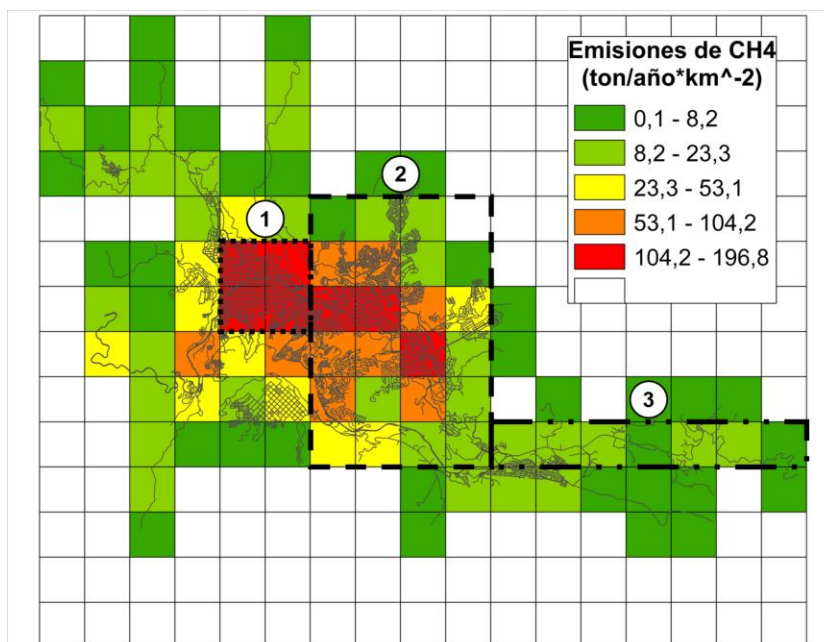 Emisiones de CH4
(ton/año*km^-2)
0,1 - 8,2
8,2 - 23,3
23,3 - 53,1
53,1 - 104,2
104,2 - 196,8
2
1
3